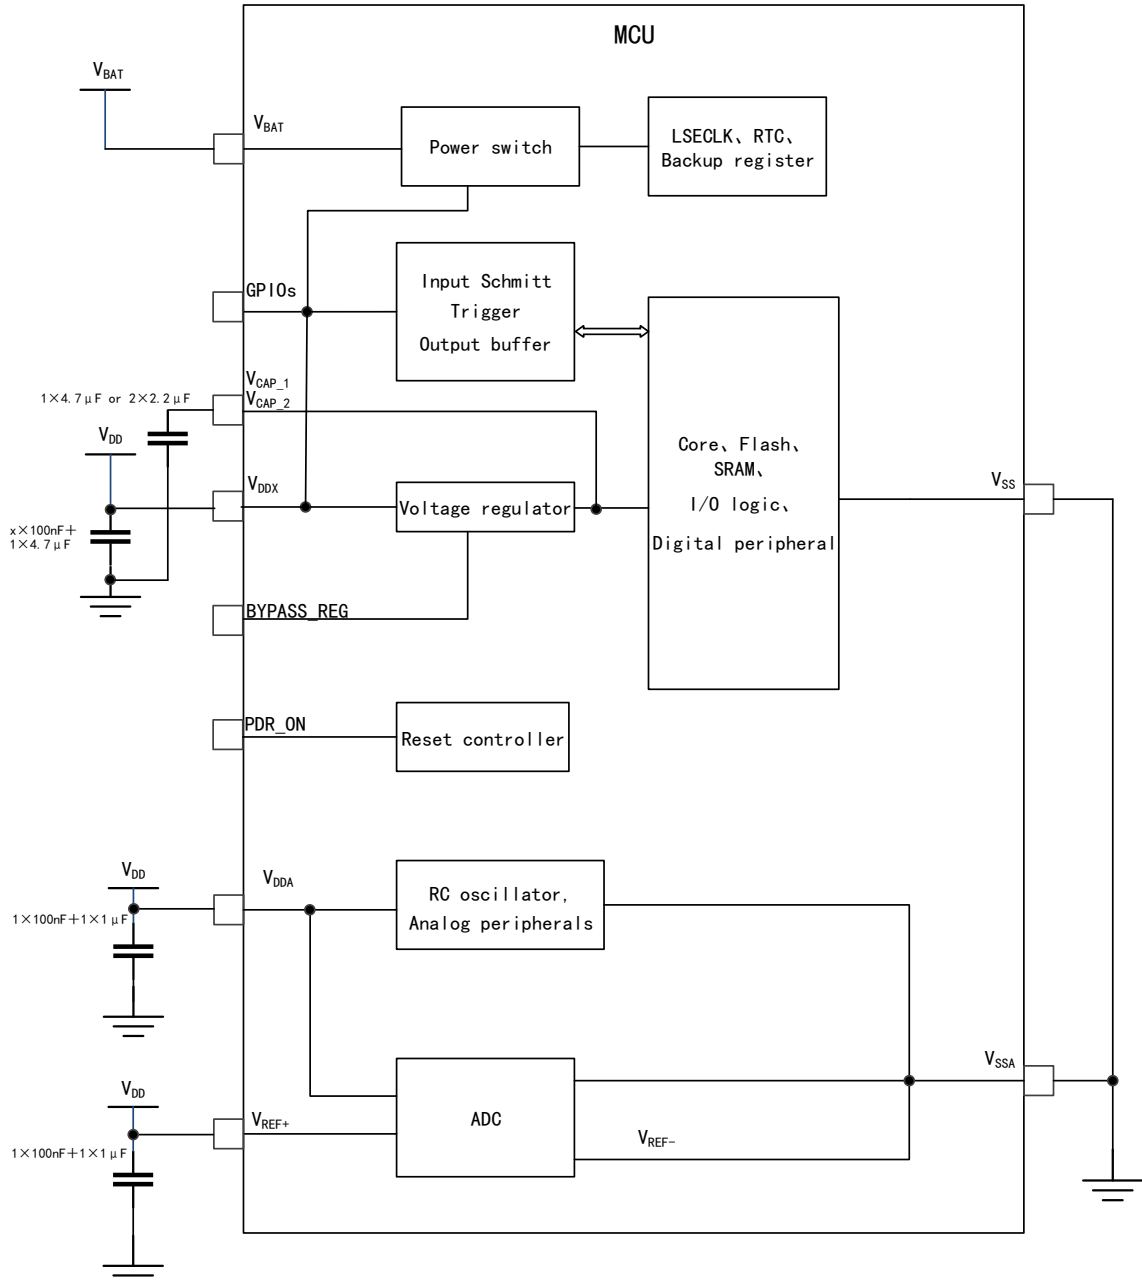 MCU
VBAT
VBAT
Power switch
LSECLK、RTC、
Backup register
GPIOs
Input Schmitt
Trigger
Output buffer
VCAP_1
VCAP_2
1×4.7μF or 2×2.2μF
VDD
VDDX
Voltage regulator
x×100nF+
1×4.7μF
Core、Flash、
SRAM、
I/O logic、
Digital peripheral
VSS
BYPASS_REG
PDR_ON
Reset controller
VDD
VDDA
1×100nF+1×1μF
RC oscillator,
Analog peripherals
VSSA
VDD
VREF+
1×100nF+1×1μF
ADC
VREF-